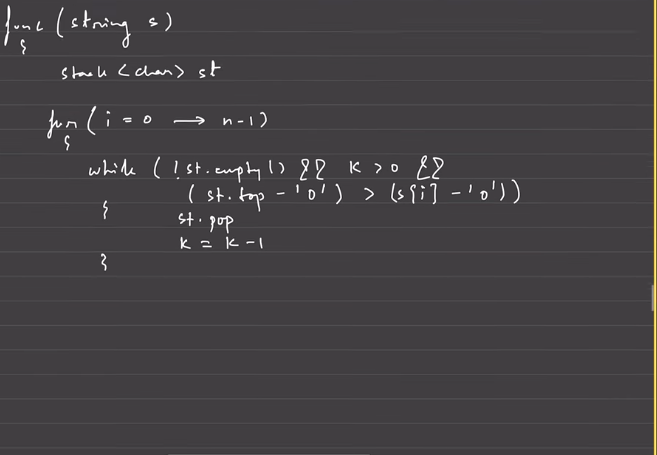 func (string s)
{
stack <char> st
for (i = 0 → n-1)
{
while ( !st.empty() && k > 0 &&
( st.top - '0' ) > (s[i] - '0' ))
{
st.pop
k = k - 1
}